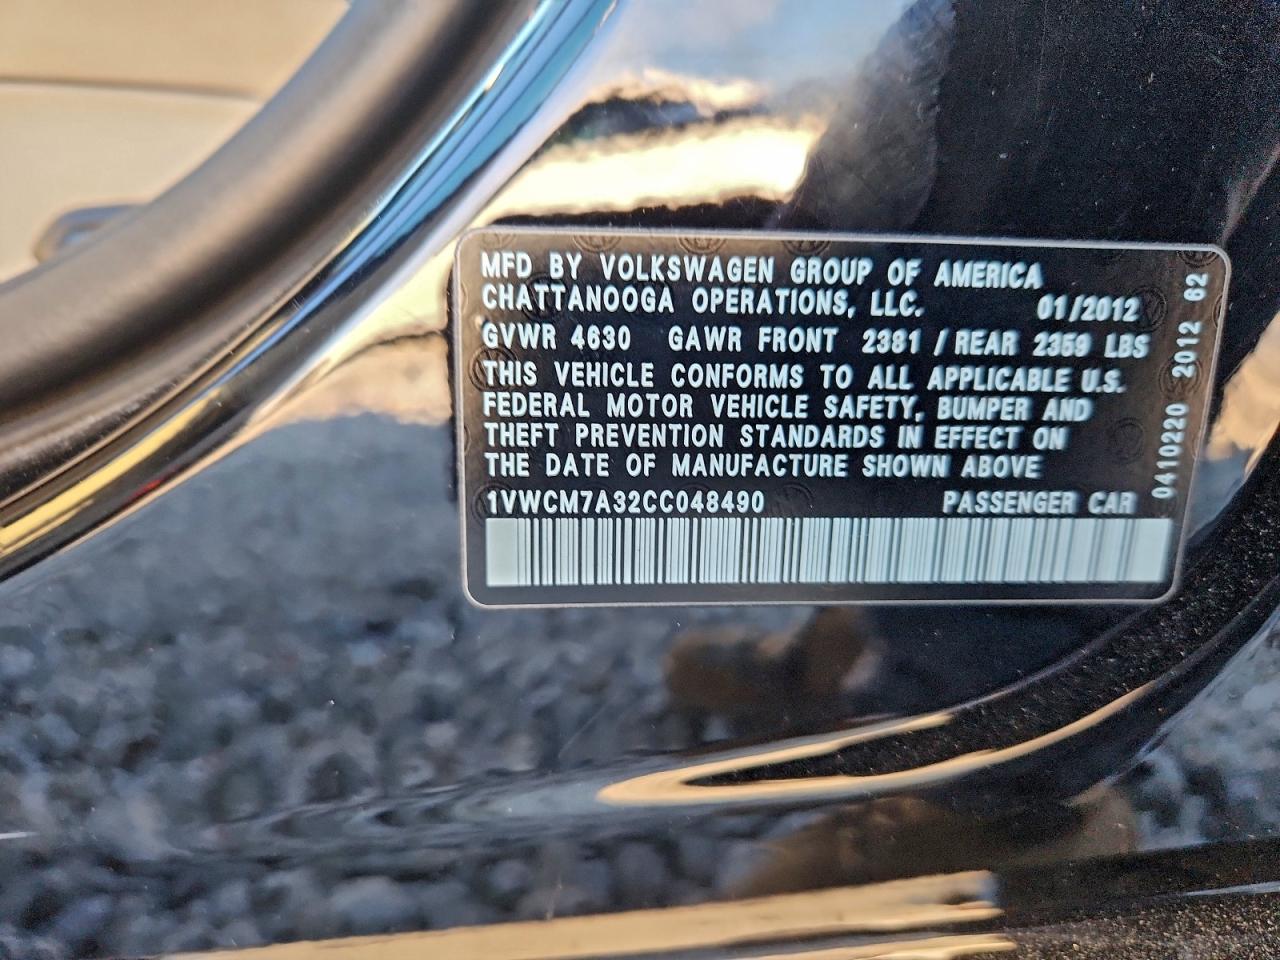 MFD BY VOLKSWAGEN GROUP OF AMERICA
CHATTANOOGA OPERATIONS, LLC. 01/2012
GVWR 4630 GAWR FRONT 2381 / REAR 2359 LBS
THIS VEHICLE CONFORMS TO ALL APPLICABLE U.S.
FEDERAL MOTOR VEHICLE SAFETY, BUMPER AND
THEFT PREVENTION STANDARDS IN EFFECT ON
THE DATE OF MANUFACTURE SHOWN ABOVE
1VWCM7A32CC048490 PASSENGER CAR
0410220 2012 62